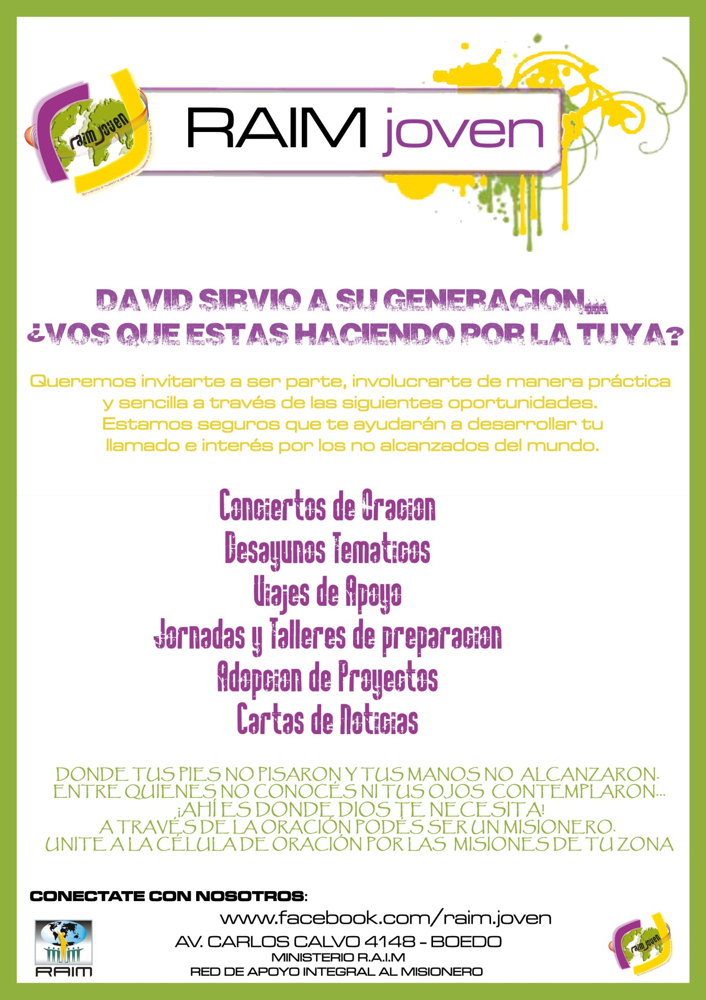 RAIM joven
raim joven
Sirviendo a nuestra generación hasta lo último de la tierra
DAVID SIRVIO A SU GENERACION,...
¿VOS QUE ESTAS HACIENDO POR LA TUYA?
Queremos invitarte a ser parte, involucrarte de manera práctica
y sencilla a través de las siguientes oportunidades.
Estamos seguros que te ayudarán a desarrollar tu
llamado e interés por los no alcanzados del mundo.
Conciertos de Oracion
Desayunos Tematicos
Viajes de Apoyo
Jornadas y Talleres de preparacion
Adopcion de Proyectos
Cartas de Noticias
DONDE TUS PIES NO PISARON Y TUS MANOS NO ALCANZARON.
ENTRE QUIENES NO CONOCÉS NI TUS OJOS CONTEMPLARON...
¡AHÍ ES DONDE DIOS TE NECESITA!
A TRAVÉS DE LA ORACIÓN PODÉS SER UN MISIONERO.
UNITE A LA CÉLULA DE ORACIÓN POR LAS MISIONES DE TU ZONA
CONECTATE CON NOSOTROS:
www.facebook.com/raim.joven
AV. CARLOS CALVO 4148 - BOEDO
MINISTERIO R.A.I.M
RED DE APOYO INTEGRAL AL MISIONERO
RAIM
raim joven